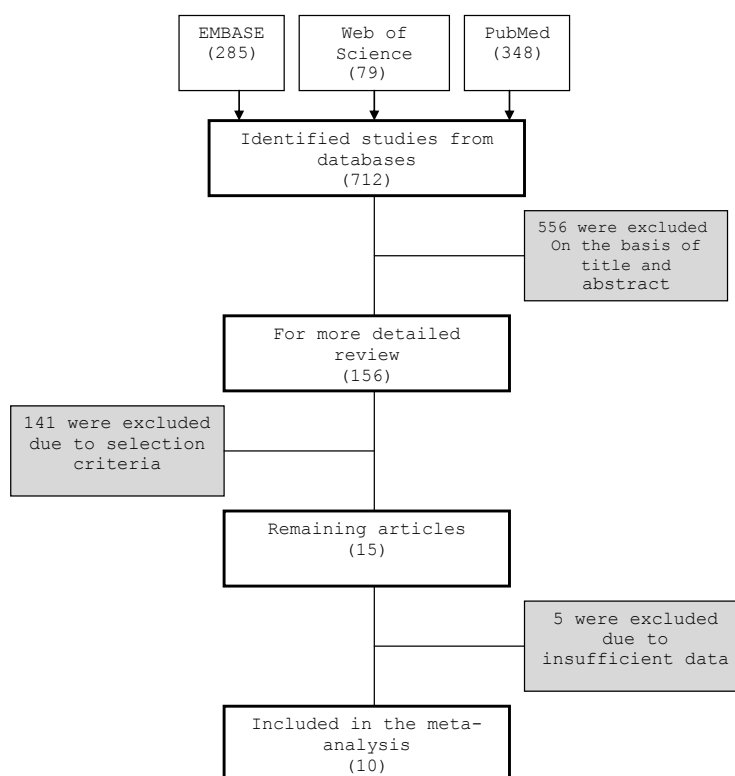 EMBASE
(285)
Web of
Science
(79)
PubMed
(348)
Identified studies from
databases
(712)
556 were excluded
On the basis of
title and
abstract
For more detailed
review
(156)
141 were excluded
due to selection
criteria
Remaining articles
(15)
5 were excluded
due to
insufficient data
Included in the meta-
analysis
(10)